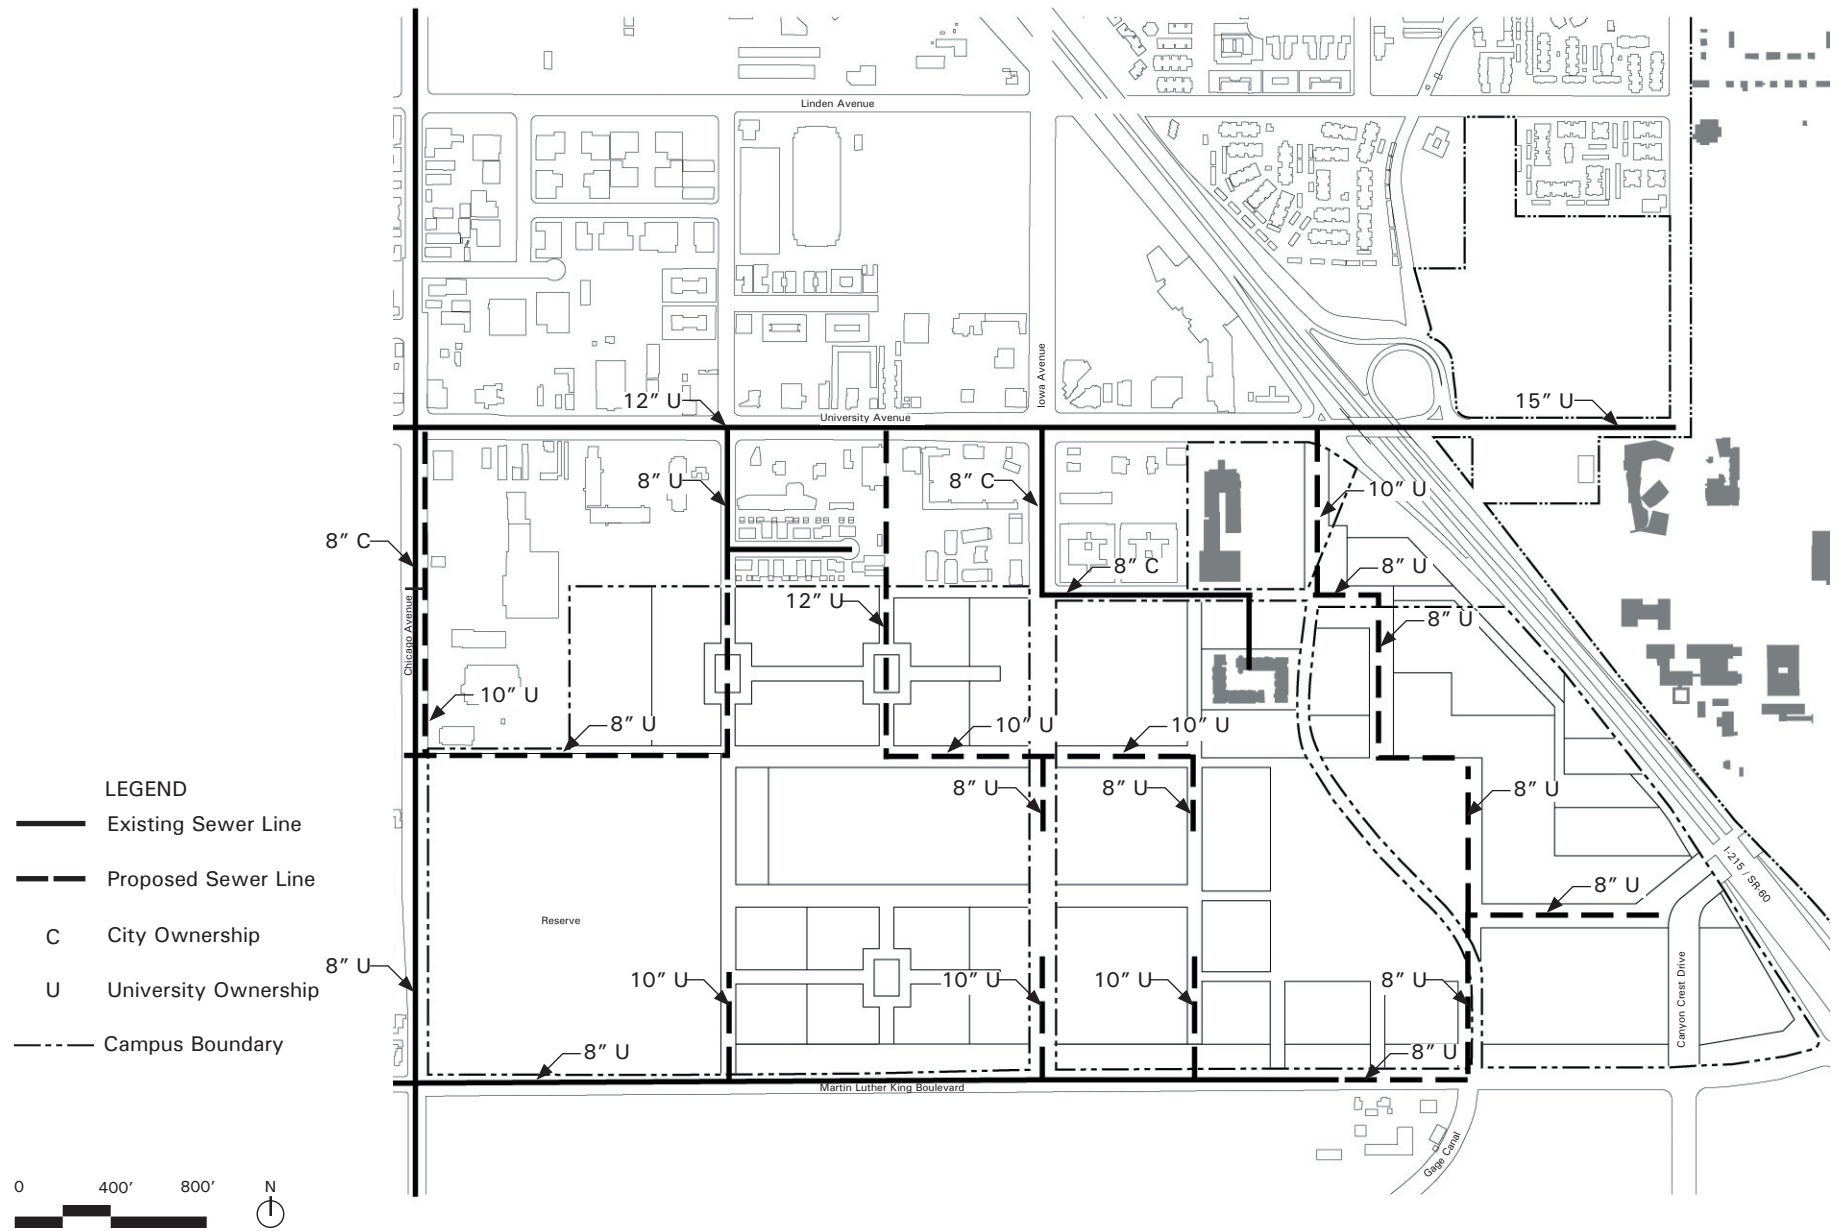 Linden Avenue
Iowa Avenue
12″ U
University Avenue
15″ U
8″ U
8″ C
10″ U
8″ C
8″ C
8″ U
12″ U
8″ U
Chicago Avenue
10″ U
8″ U
10″ U
10″ U
LEGEND
8″ U
8″ U
8″ U
Existing Sewer Line
I-215 / SR-60
Proposed Sewer Line
8″ U
Reserve
C City Ownership
8″ U
10″ U
10″ U
10″ U
8″ U
U University Ownership
Canyon Crest Drive
Campus Boundary
8″ U
8″ U
Martin Luther King Boulevard
Gage Canal
0 400′ 800′ N